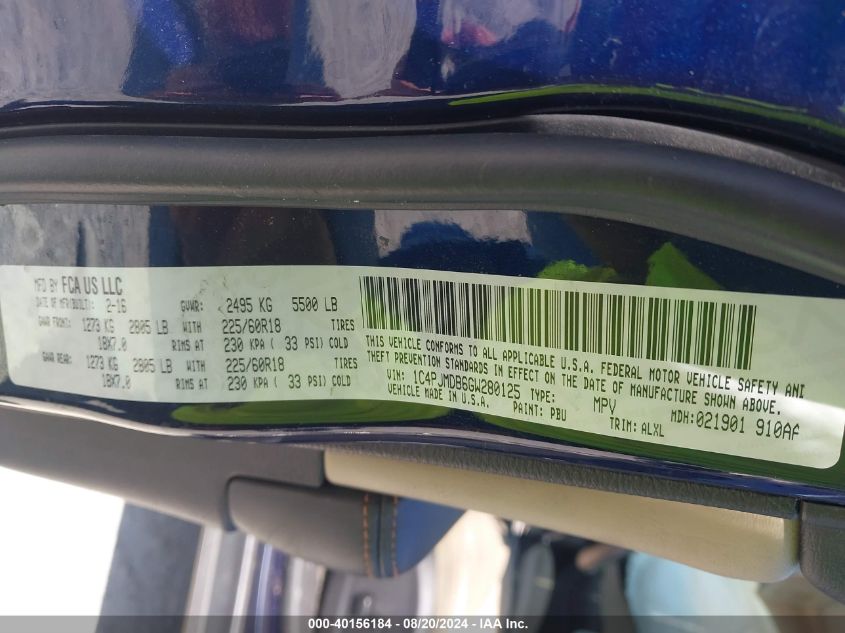 MFD BY FCA US LLC
DATE OF MFR(BUILT): 2-16 GVWR: 2495 KG 5500 LB
GAWR FRONT: 1273 KG 2805 LB WITH 225/60R18 TIRES
18X7.0 RIMS AT 230 KPA ( 33 PSI) COLD
GAWR REAR: 1273 KG 2805 LB WITH 225/60R18 TIRES
18X7.0 RIMS AT 230 KPA ( 33 PSI) COLD
THIS VEHICLE CONFORMS TO ALL APPLICABLE U.S.A. FEDERAL MOTOR VEHICLE SAFETY AND
THEFT PREVENTION STANDARDS IN EFFECT ON THE DATE OF MANUFACTURE SHOWN ABOVE.
VIN: 1C4PJMDB6GW280125 TYPE: MPV MDH:021901 910AF
VEHICLE MADE IN U.S.A. PAINT: PBU TRIM: ALXL
000-40156184 - 08/20/2024 - IAA Inc.